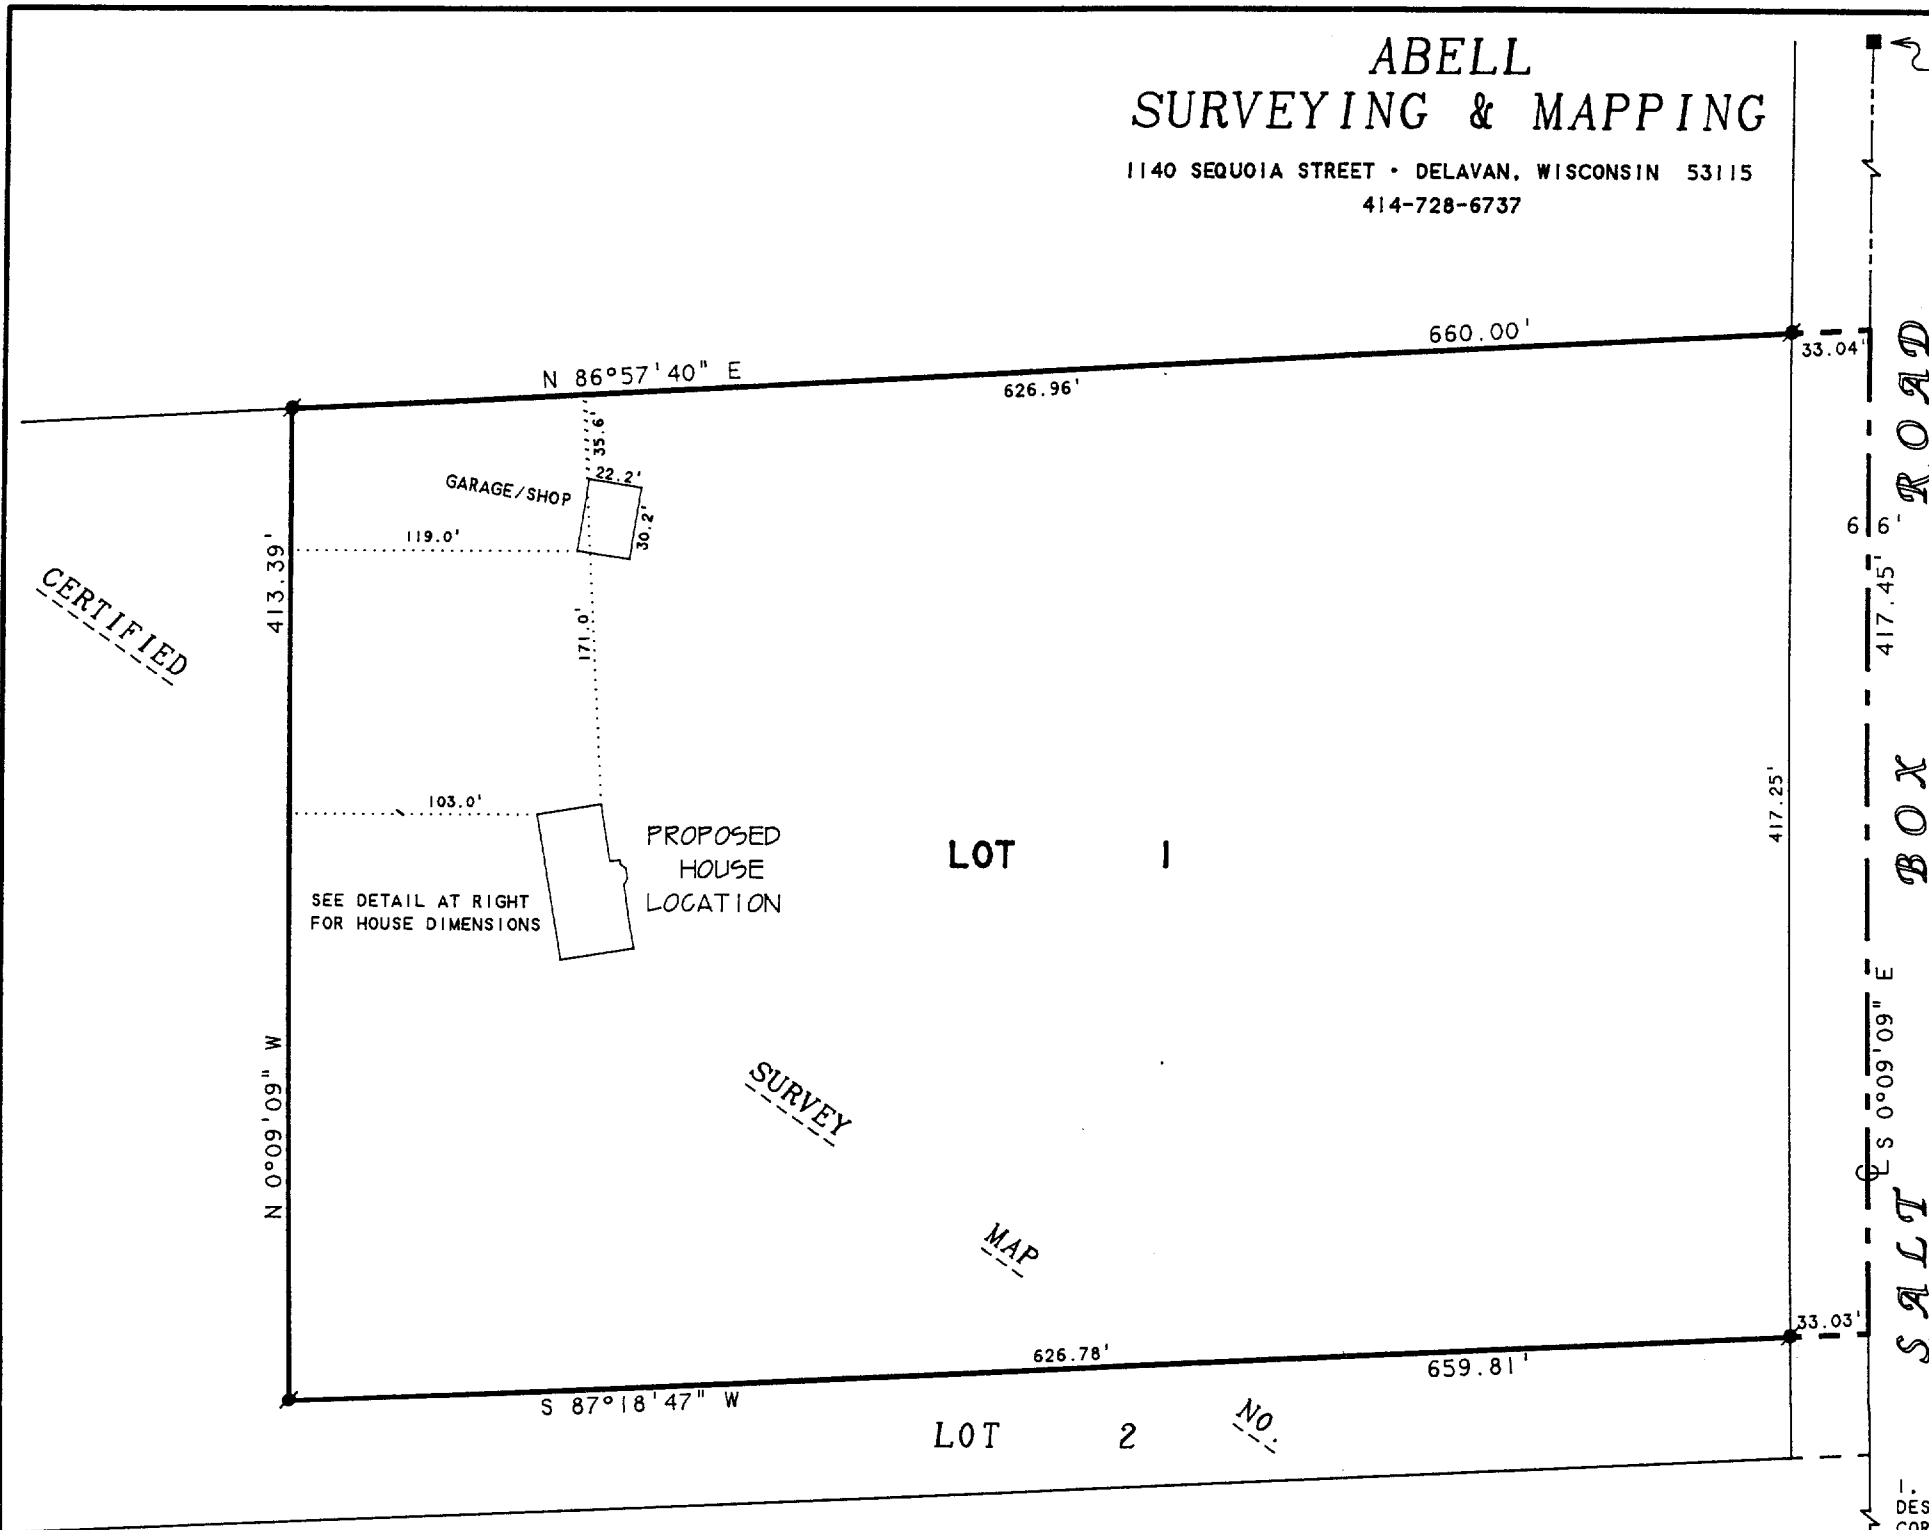 ABELL
SURVEYING & MAPPING
1140 SEQUOIA STREET • DELAVAN, WISCONSIN 53115
414-728-6737
660.00'
33.04'
N 86°57'40" E
626.96'
35.6'
22.2'
GARAGE/SHOP
30.2'
119.0'
413.39'
66'
417.45'
ROAD
CERTIFIED
171.0'
103.0'
417.25'
BOX
PROPOSED
HOUSE
LOCATION
LOT 1
SEE DETAIL AT RIGHT
FOR HOUSE DIMENSIONS
N 0°09'09" W
S 0°09'09" E
SURVEY
MAP
SALT
33.03'
626.78'
659.81'
S 87°18'47" W
NO.
LOT 2
1.
DES
COR